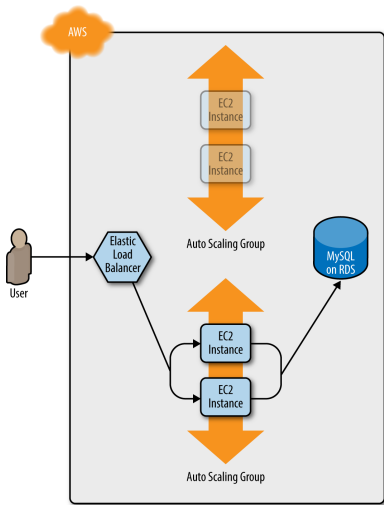 AWS
EC2
Instance
EC2
Instance
Auto Scaling Group
User
Elastic
Load
Balancer
MySQL
on RDS
EC2
Instance
EC2
Instance
Auto Scaling Group